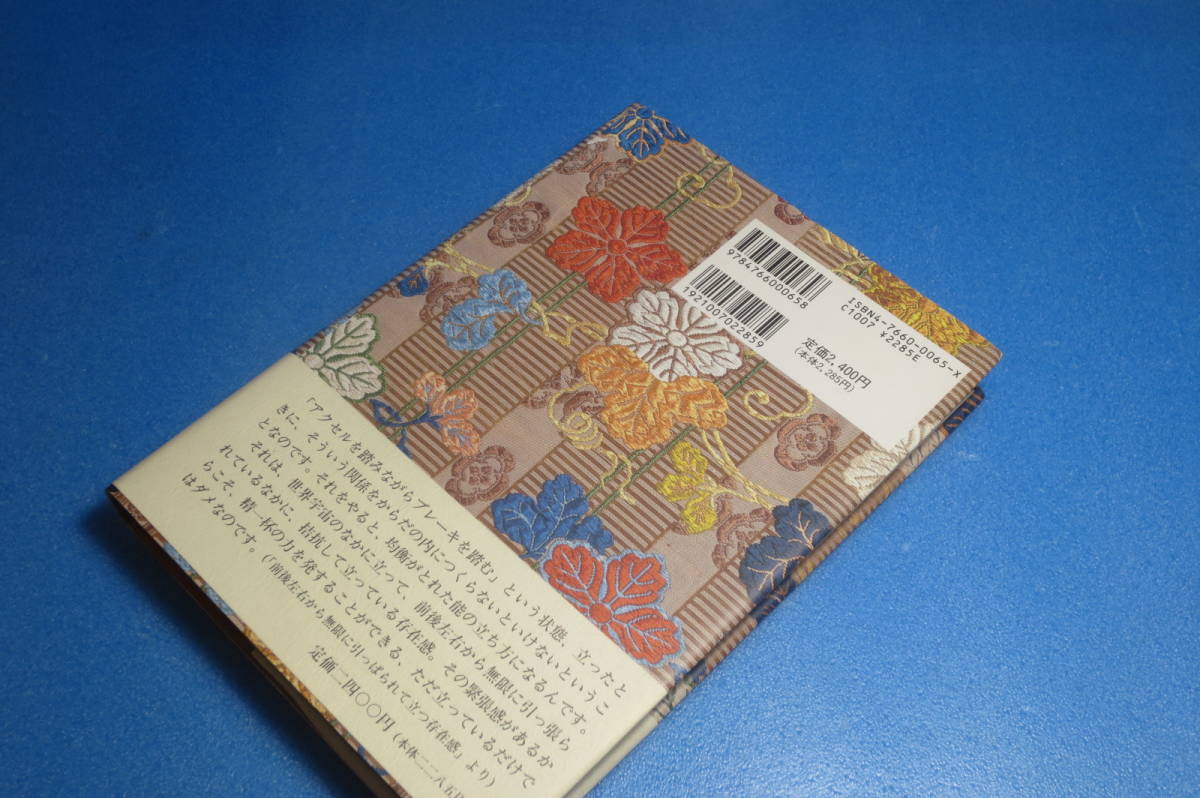 9784766000658
1921007022859
ISBN4-7660-0065-X
C1007 ¥2285E
定価2,400円
(本体2,285円)
「アクセルを踏みながらブレーキを踏む」という状態、立ったと
きに、そういう関係をからだの内につくらないといけないというこ
となのです。それをやると、均衡がとれた能の立ち方になるんです。
それは、世界宇宙のなかに立って、前後左右から無限に引っ張ら
れているなかに、拮抗して立っている存在感。その緊張感があるか
らこそ、精一杯の力を発することができる、ただ立っているだけで
はダメなのです。(「前後左右から無限に引っぱられて立つ存在感」より)
定価二四〇〇円(本体二二八五円